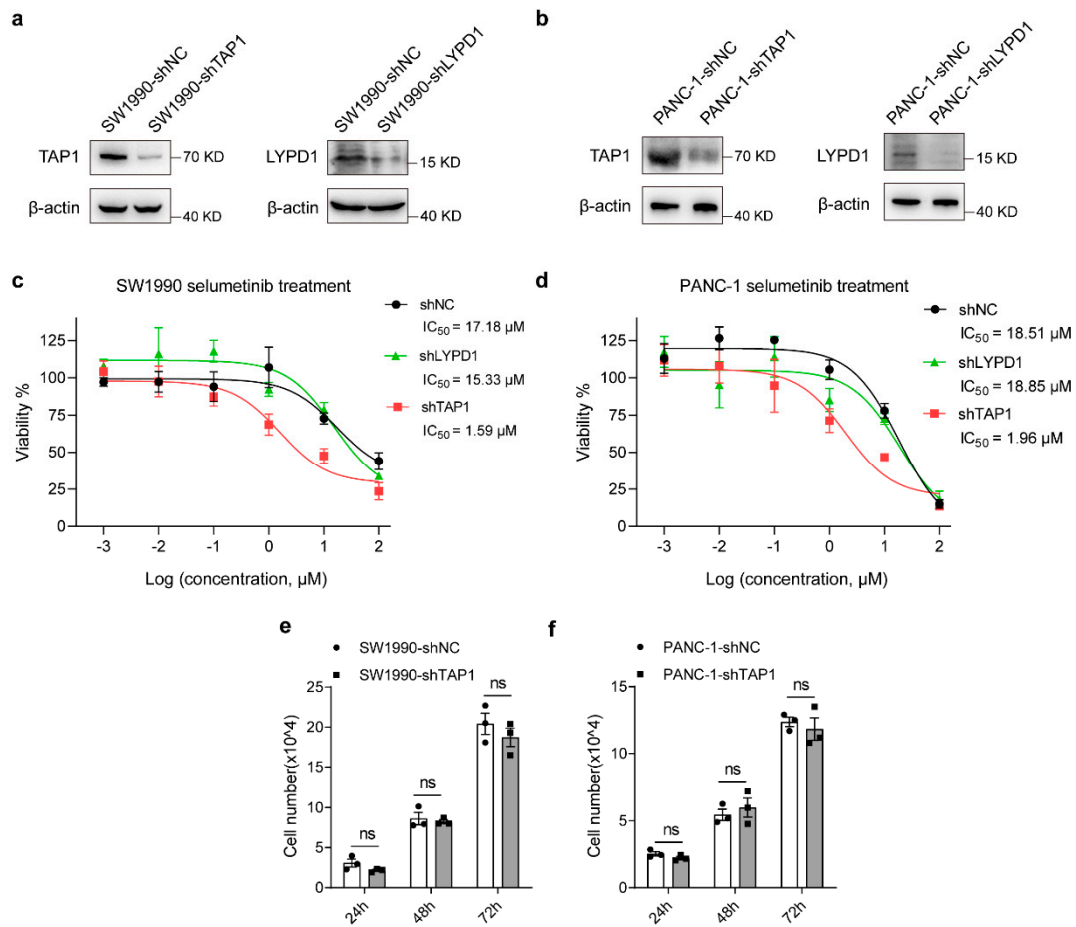 a
SW1990-shNC
SW1990-shTAP1
TAP1
70 KD
β-actin
40 KD
SW1990-shNC
SW1990-shLYPD1
LYPD1
15 KD
β-actin
40 KD
b
PANC-1-shNC
PANC-1-shTAP1
TAP1
70 KD
β-actin
40 KD
PANC-1-shNC
PANC-1-shLYPD1
LYPD1
15 KD
β-actin
40 KD
c
SW1990 selumetinib treatment
Viability %
125
100
75
50
25
0
-3 -2 -1 0 1 2
Log (concentration, μM)
shNC
IC50 = 17.18 μM
shLYPD1
IC50 = 15.33 μM
shTAP1
IC50 = 1.59 μM
d
PANC-1 selumetinib treatment
Viability %
125
100
75
50
25
0
-3 -2 -1 0 1 2
Log (concentration, μM)
shNC
IC50 = 18.51 μM
shLYPD1
IC50 = 18.85 μM
shTAP1
IC50 = 1.96 μM
e
SW1990-shNC
SW1990-shTAP1
Cell number(x10^4)
25
20
15
10
5
0
ns
ns
ns
24h 48h 72h
f
PANC-1-shNC
PANC-1-shTAP1
Cell number(x10^4)
15
10
5
0
ns
ns
ns
24h 48h 72h